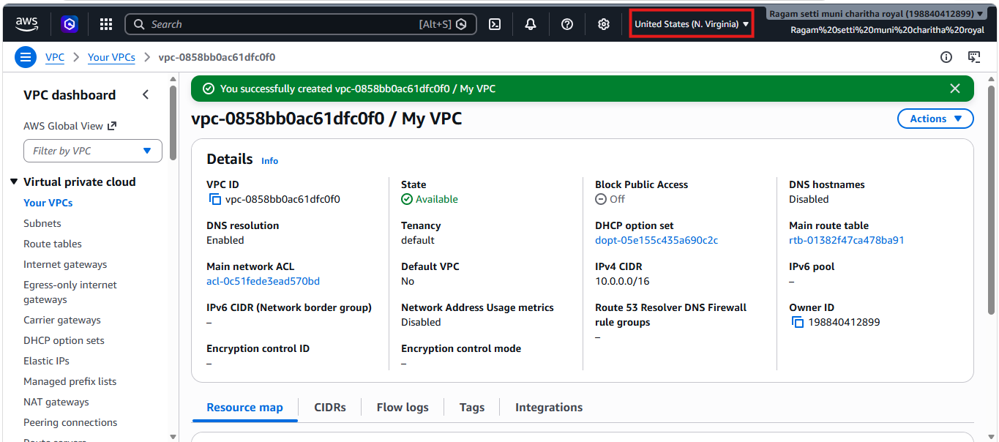 aws
Search [Alt+S]
United States (N. Virginia)
Ragam setti muni charitha royal (198840412899)
Ragam%20setti%20muni%20charitha%20royal
VPC > Your VPCs > vpc-0858bb0ac61dfc0f0
VPC dashboard
AWS Global View
Filter by VPC
Virtual private cloud
Your VPCs
Subnets
Route tables
Internet gateways
Egress-only internet
gateways
Carrier gateways
DHCP option sets
Elastic IPs
Managed prefix lists
NAT gateways
Peering connections
Route servers
You successfully created vpc-0858bb0ac61dfc0f0 / My VPC
vpc-0858bb0ac61dfc0f0 / My VPC
Actions
Details Info
VPC ID
vpc-0858bb0ac61dfc0f0
State
Available
Block Public Access
Off
DNS hostnames
Disabled
DNS resolution
Enabled
Tenancy
default
DHCP option set
dopt-05e155c435a690c2c
Main route table
rtb-01382f47ca478ba91
Main network ACL
acl-0c51fede3ead570bd
Default VPC
No
IPv4 CIDR
10.0.0.0/16
IPv6 pool
–
IPv6 CIDR (Network border group)
–
Network Address Usage metrics
Disabled
Route 53 Resolver DNS Firewall
rule groups
–
Owner ID
198840412899
Encryption control ID
–
Encryption control mode
–
Resource map
CIDRs
Flow logs
Tags
Integrations